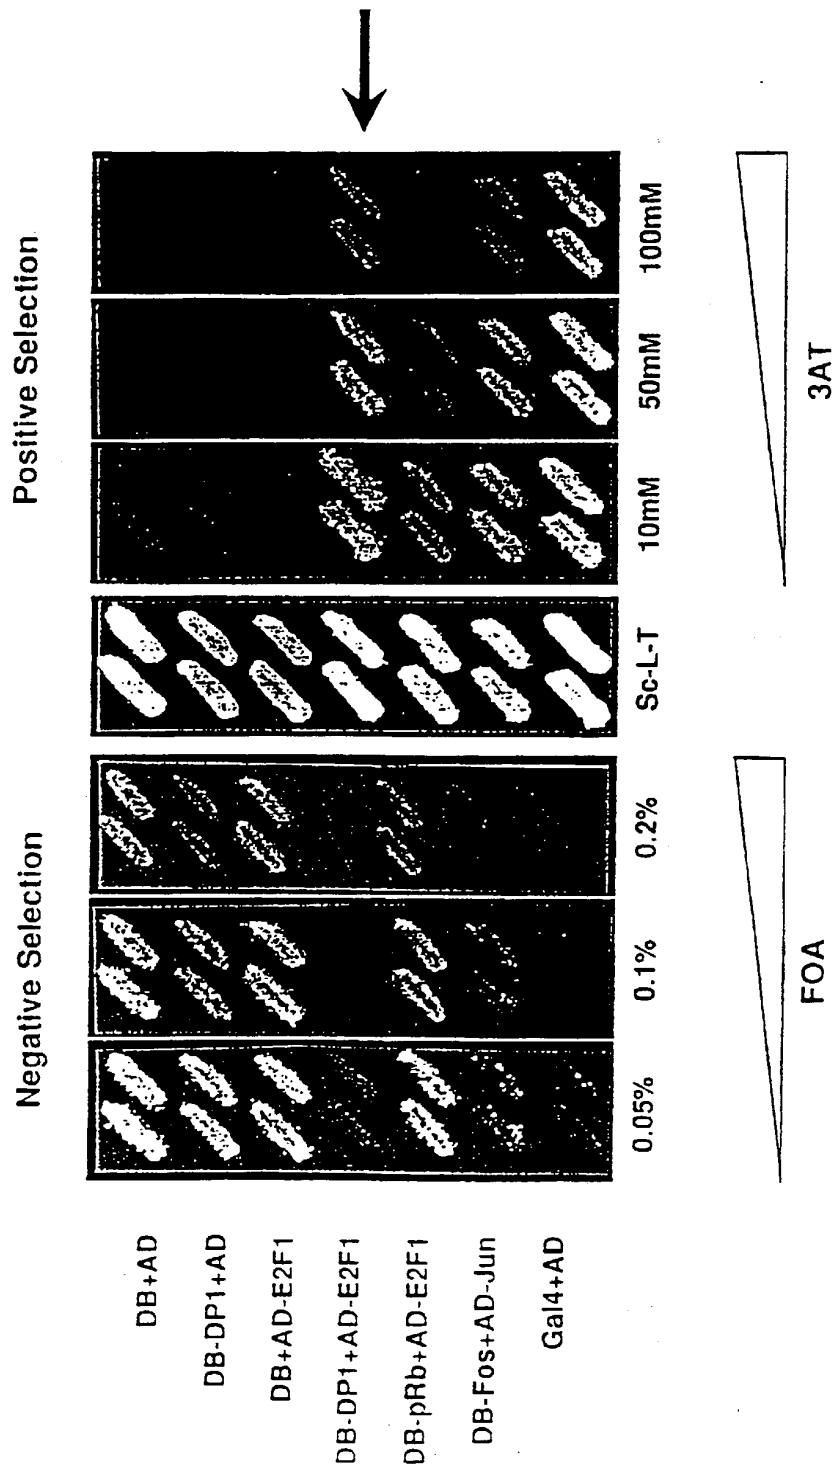 Negative Selection
Positive Selection
DB+AD
DB-DP1+AD
DB+AD-E2F1
DB-DP1+AD-E2F1
DB-pRb+AD-E2F1
DB-Fos+AD-Jun
Gal4+AD
0.05%
0.1%
0.2%
Sc-L-T
10mM
50mM
100mM
FOA
3AT